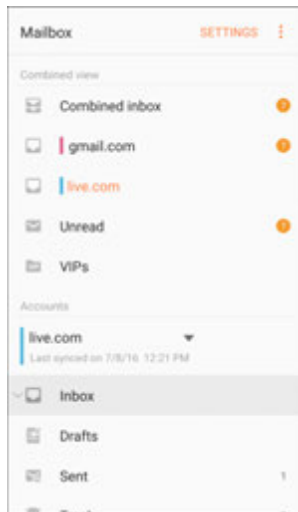 Mailbox SETTINGS
Combined view
Combined inbox
gmail.com
live.com
Unread
VIPs
Accounts
live.com
Last synced on 7/8/16 12:21 PM
Inbox
Drafts
Sent 1